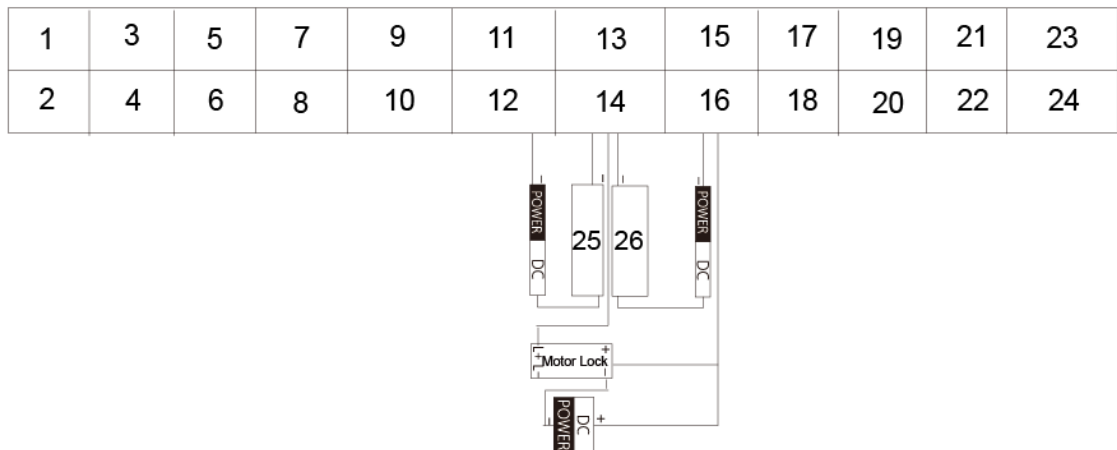 1 3 5 7 9 11 13 15 17 19 21 23
2 4 6 8 10 12 14 16 18 20 22 24
− − −
POWER DC
25
26
POWER DC
L+L− Motor Lock + −
− POWER DC +